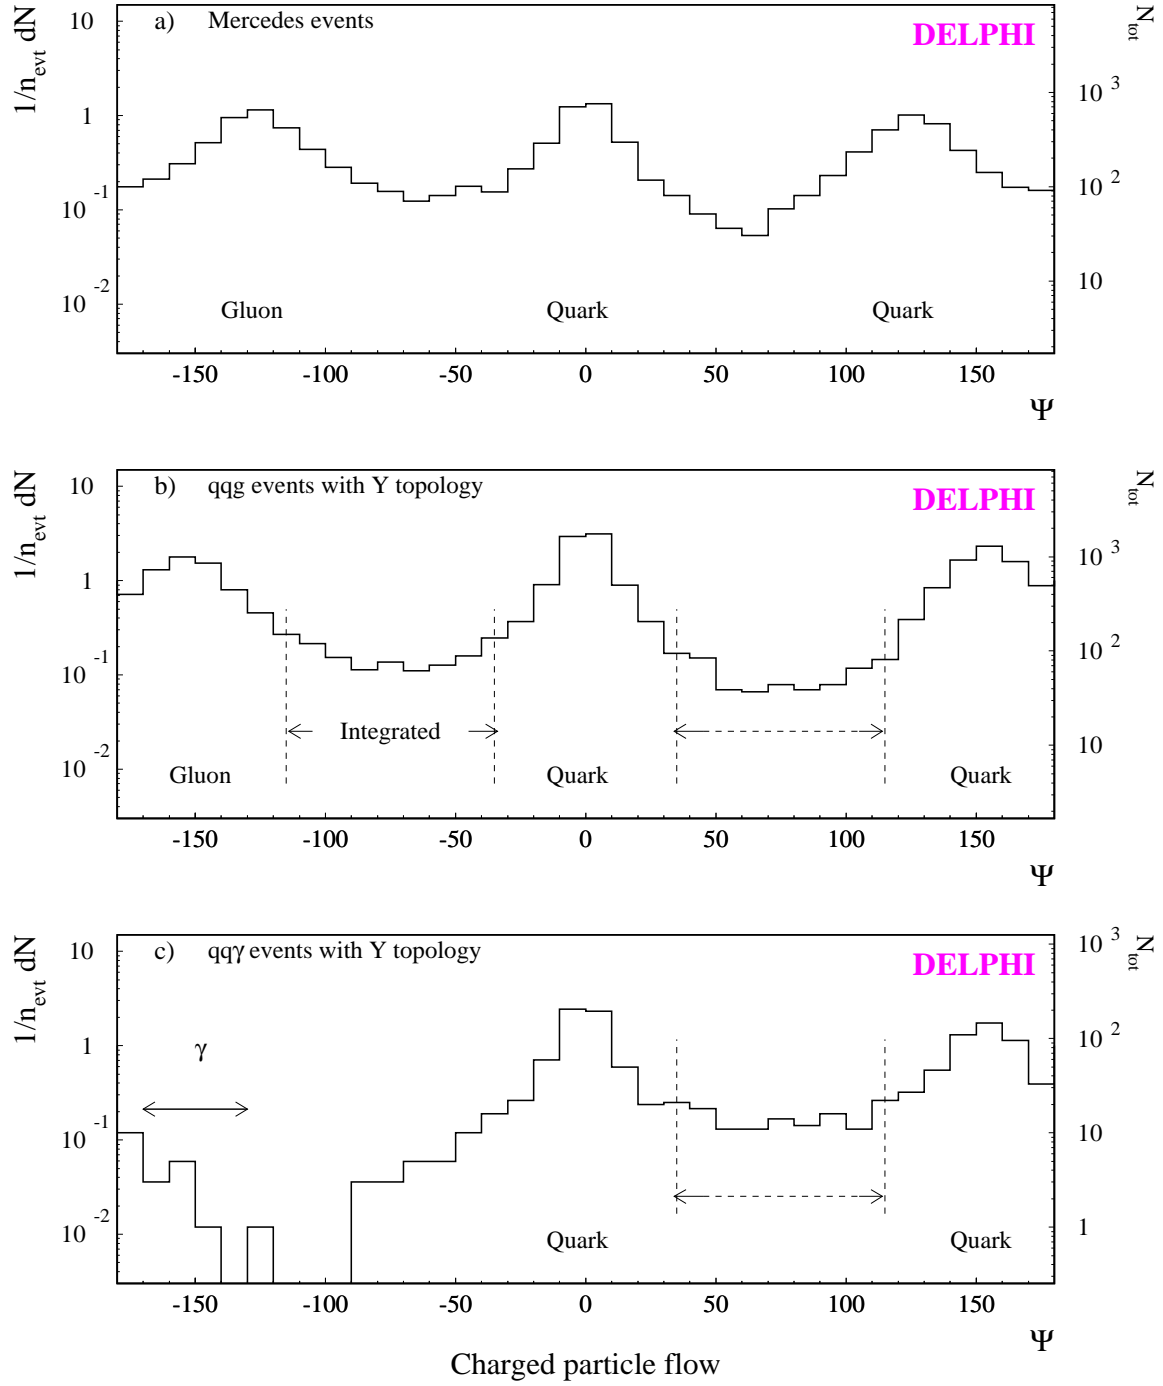 a) Mercedes events
DELPHI
1/n_evt dN
N_tot
10
1
10^-1
10^-2
10^3
10^2
10
Gluon Quark Quark
-150 -100 -50 0 50 100 150
Ψ
b) qqg events with Y topology
DELPHI
1/n_evt dN
N_tot
10
1
10^-1
10^-2
10^3
10^2
10
Integrated
Gluon Quark Quark
-150 -100 -50 0 50 100 150
Ψ
c) qqγ events with Y topology
DELPHI
1/n_evt dN
N_tot
10
1
10^-1
10^-2
10^3
10^2
10
1
γ
Quark Quark
-150 -100 -50 0 50 100 150
Ψ
Charged particle flow